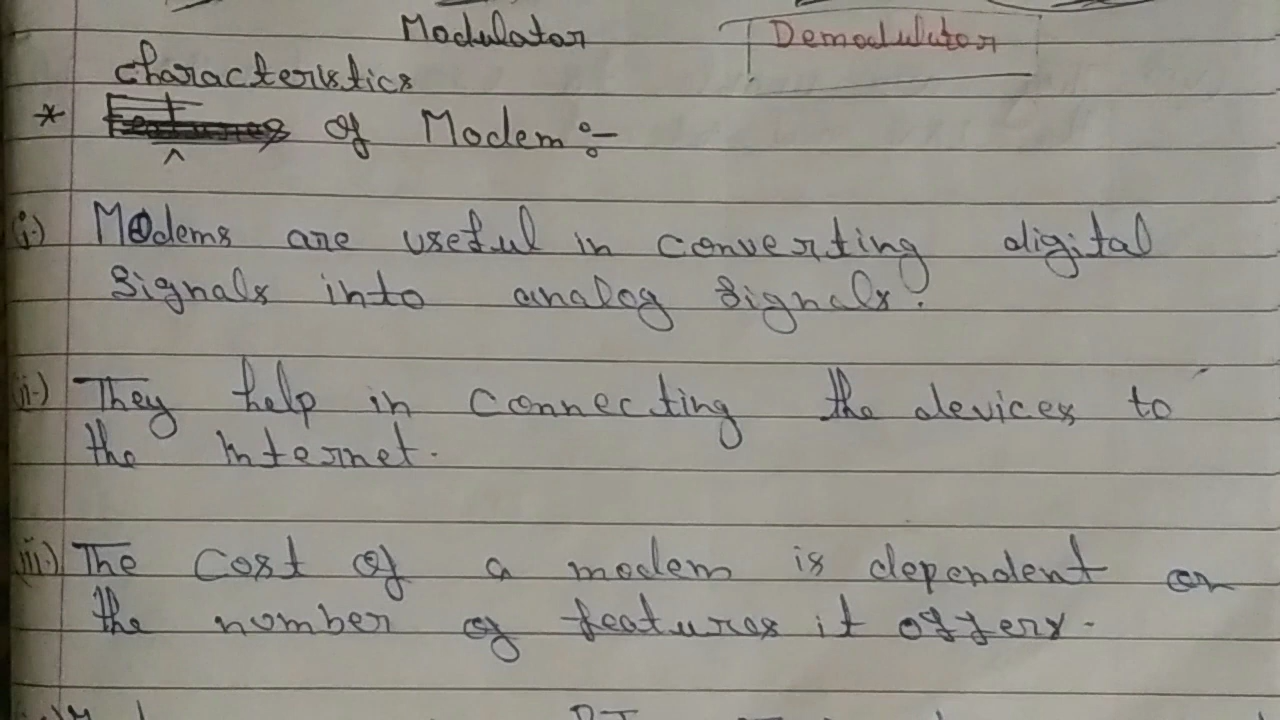 Modulator Demodulator
characteristics
* Features of Modem :-
(i.) Modems are useful in converting digital
signals into analog signals.
(ii.) They help in connecting the devices to
the internet.
(iii.) The cost of a modem is dependent on
the number of features it offers.